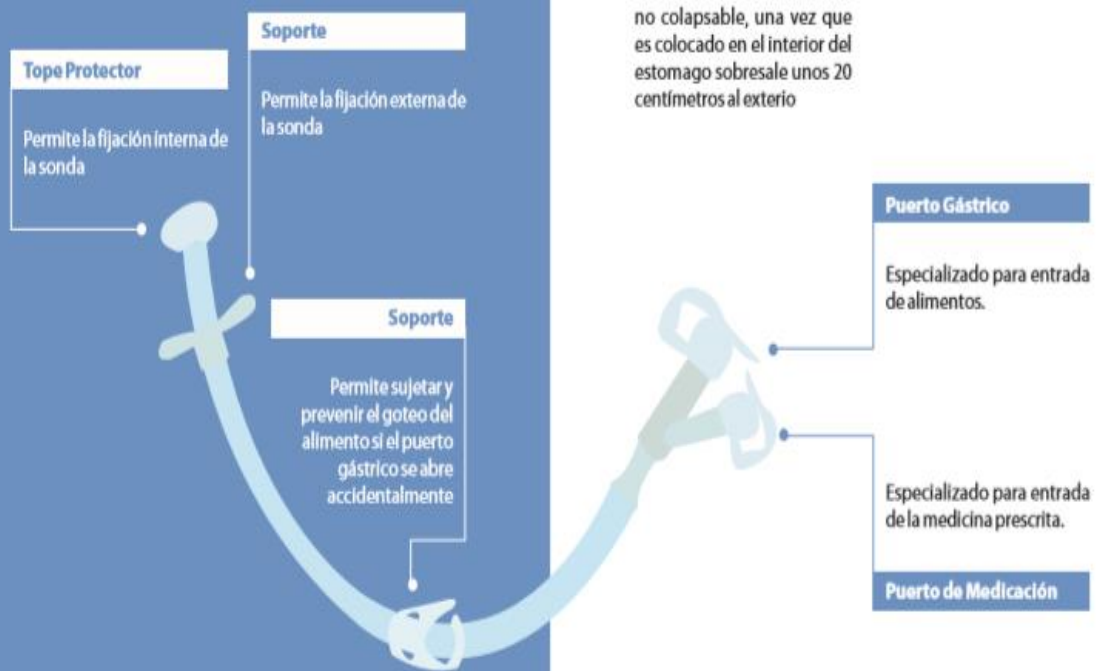 Tope Protector
Permite la fijación interna de
la sonda
Soporte
Permite la fijación externa de
la sonda
Soporte
Permite sujetar y
prevenir el goteo del
alimento si el puerto
gástrico se abre
accidentalmente
no colapsable, una vez que
es colocado en el interior del
estomago sobresale unos 20
centímetros al exterio
Puerto Gástrico
Especializado para entrada
de alimentos.
Especializado para entrada
de la medicina prescrita.
Puerto de Medicación